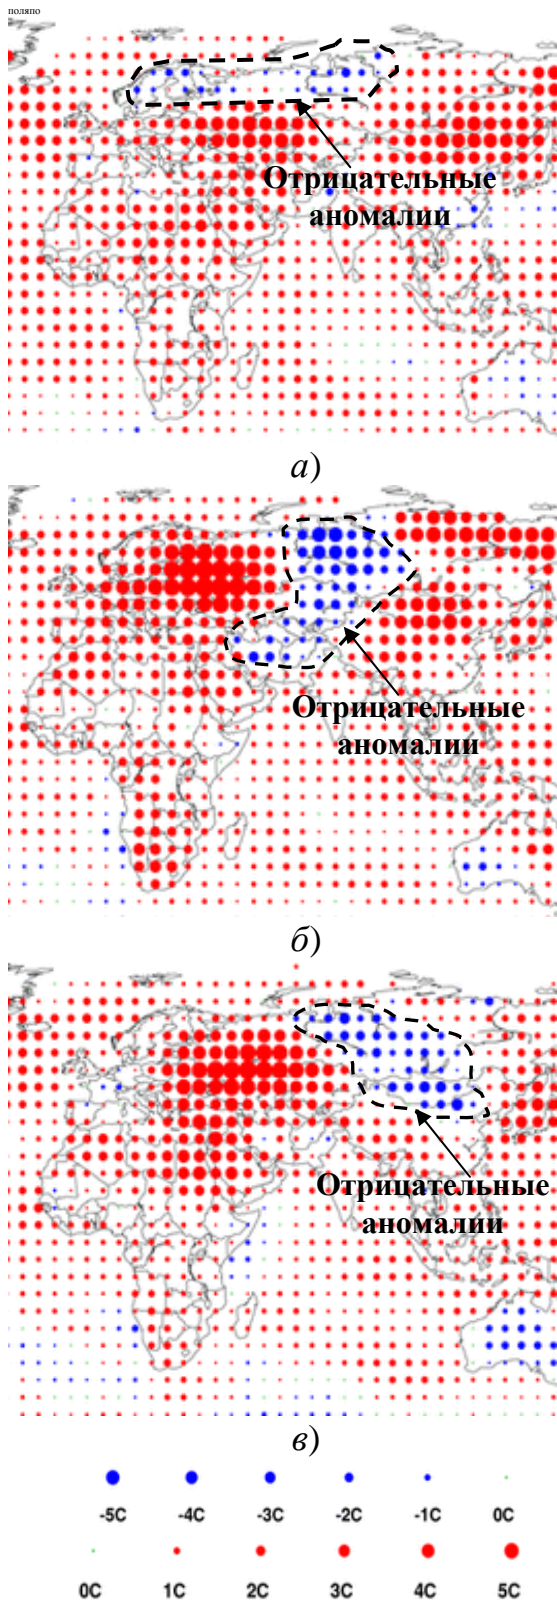 поляпо
Отрицательные
аномалии
а)
Отрицательные
аномалии
б)
Отрицательные
аномалии
в)
-5C -4C -3C -2C -1C 0C
0C 1C 2C 3C 4C 5C